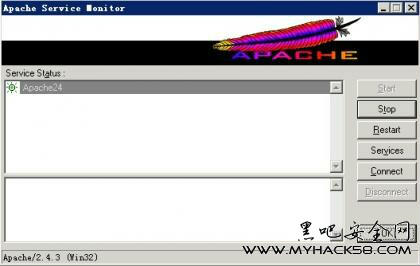 Apache Service Monitor
APACHE
Service Status :
Apache24
Start
Stop
Restart
Services
Connect
Disconnect
OK
黑吧安全网
WWW.MYHACK58.COM
Apache/2.4.3 (Win32)